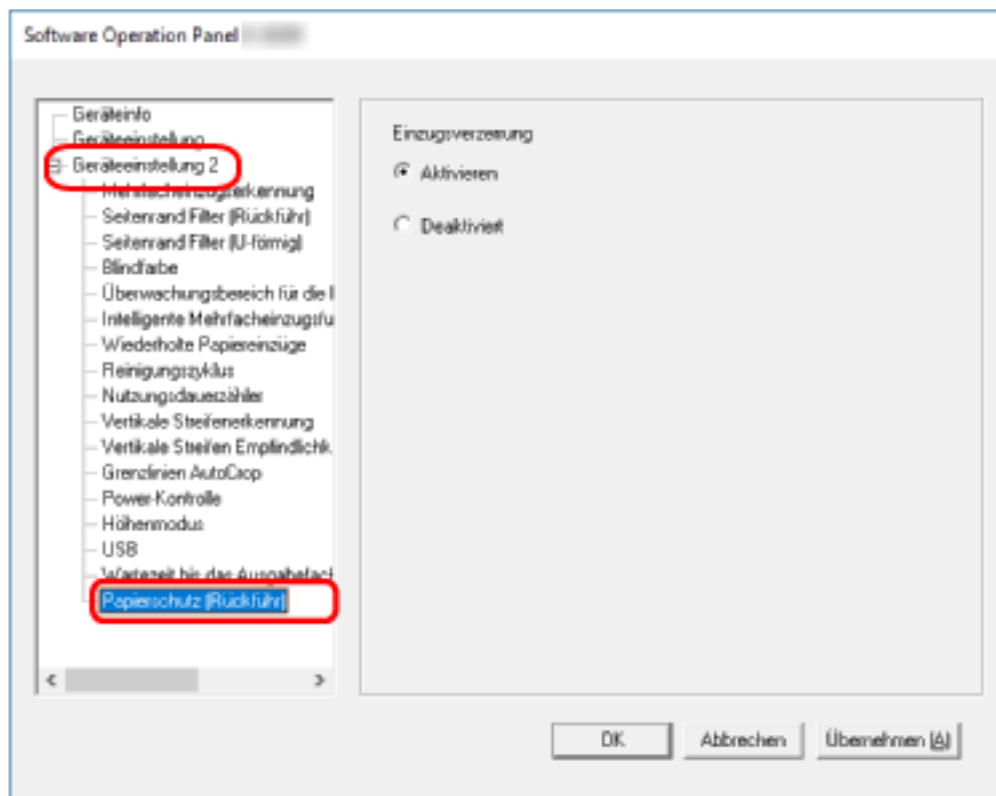 Software Operation Panel
Geräteinfo
Geräteeinstellung
Geräteeinstellung 2
Mehrfacheinzugserkennung
Seitenrand Filter (Rückführ)
Seitenrand Filter (U-förmig)
Blindfarbe
Überwachungsbereich für die
Intelligente Mehrfacheinzugsfu
Wiederholte Papiereinzüge
Reinigungszyklus
Nutzungsdauerzähler
Vertikale Streifenerkennung
Vertikale Streifen Empfindlichk
Grenzlinien AutoCrop
Power-Kontrolle
Höhenmodus
USB
Wartezeit bis das Ausgabefach
Papierschutz (Rückführ)
Einzugsverzerrung
Aktivieren
Deaktiviert
OK
Abbrechen
Übernehmen (A)